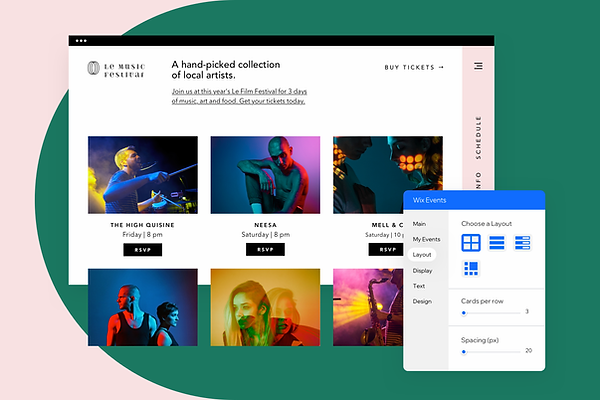 Le Music
Festival
A hand-picked collection
of local artists.
Join us at this year's Le Film Festival for 3 days
of music, art and food. Get your tickets today.
BUY TICKETS →
SCHEDULE
THE HIGH QUISINE
Friday | 8 pm
RSVP
NEESA
Saturday | 8 pm
RSVP
MELL & C
Saturday | 10 p
RSVP
Wix Events
Main
My Events
Layout
Display
Text
Design
Choose a Layout
Cards per row
3
Spacing (px)
20